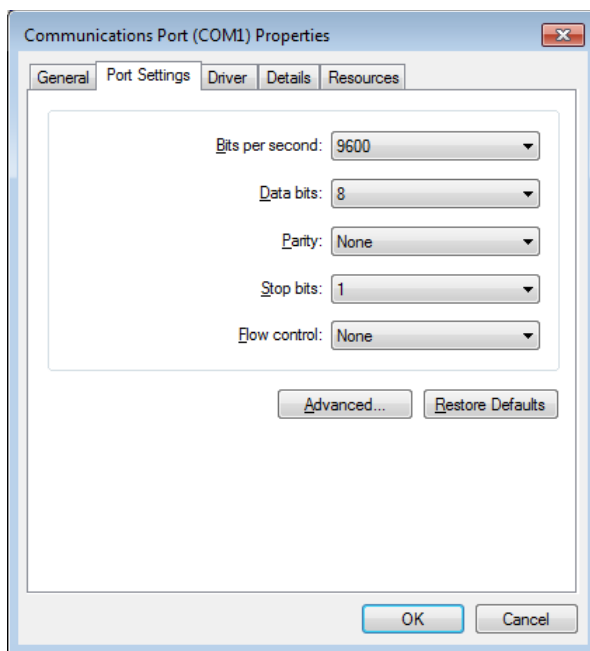 Communications Port (COM1) Properties
General Port Settings Driver Details Resources
Bits per second: 9600
Data bits: 8
Parity: None
Stop bits: 1
Flow control: None
Advanced... Restore Defaults
OK Cancel